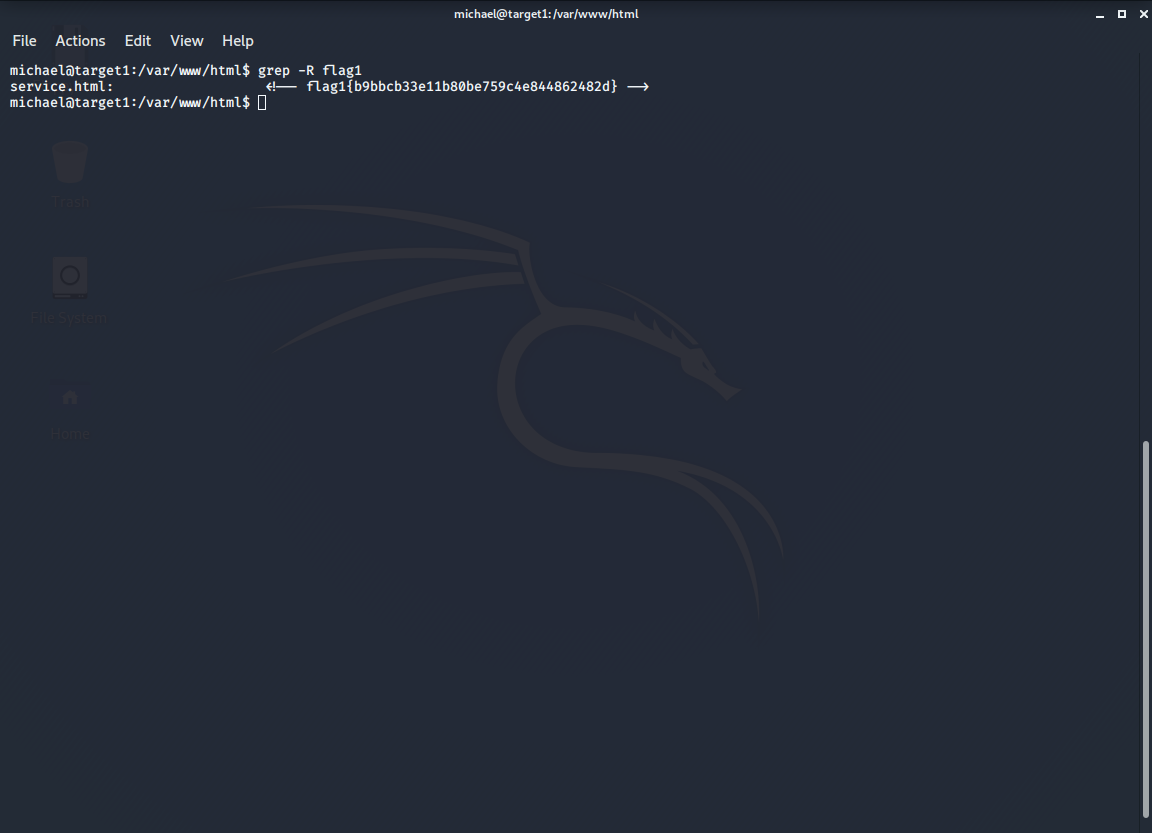 michael@target1:/var/www/html
File Actions Edit View Help
michael@target1:/var/www/html$ grep -R flag1
service.html:                   <!-- flag1{b9bbcb33e11b80be759c4e844862482d} -->
michael@target1:/var/www/html$
Trash
File System
Home